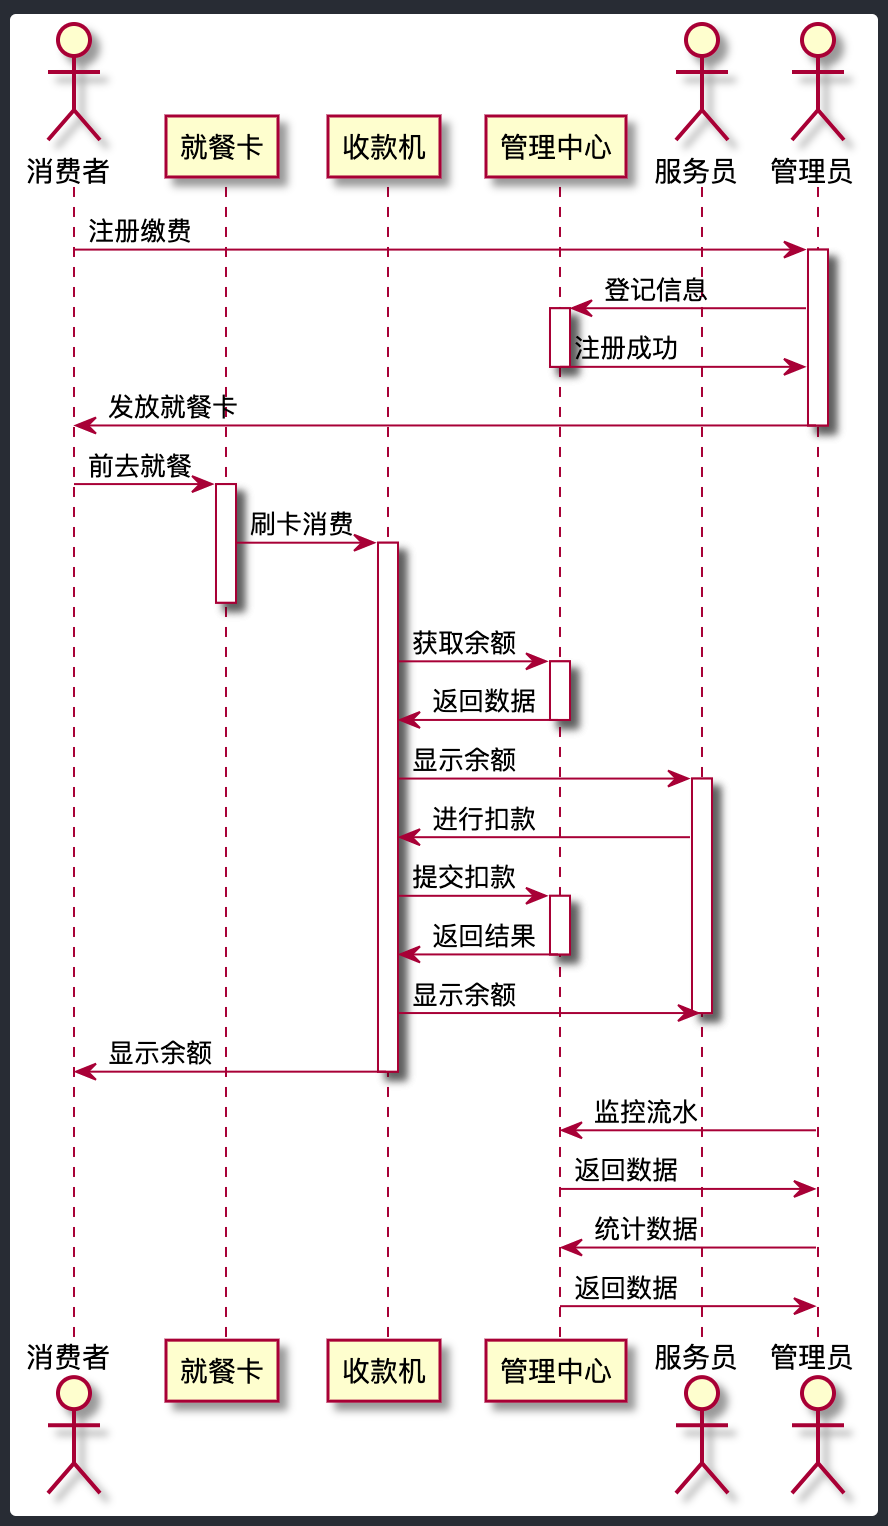 消费者
就餐卡
收款机
管理中心
服务员
管理员
注册缴费
登记信息
注册成功
发放就餐卡
前去就餐
刷卡消费
获取余额
返回数据
显示余额
进行扣款
提交扣款
返回结果
显示余额
显示余额
监控流水
返回数据
统计数据
返回数据
消费者
就餐卡
收款机
管理中心
服务员
管理员